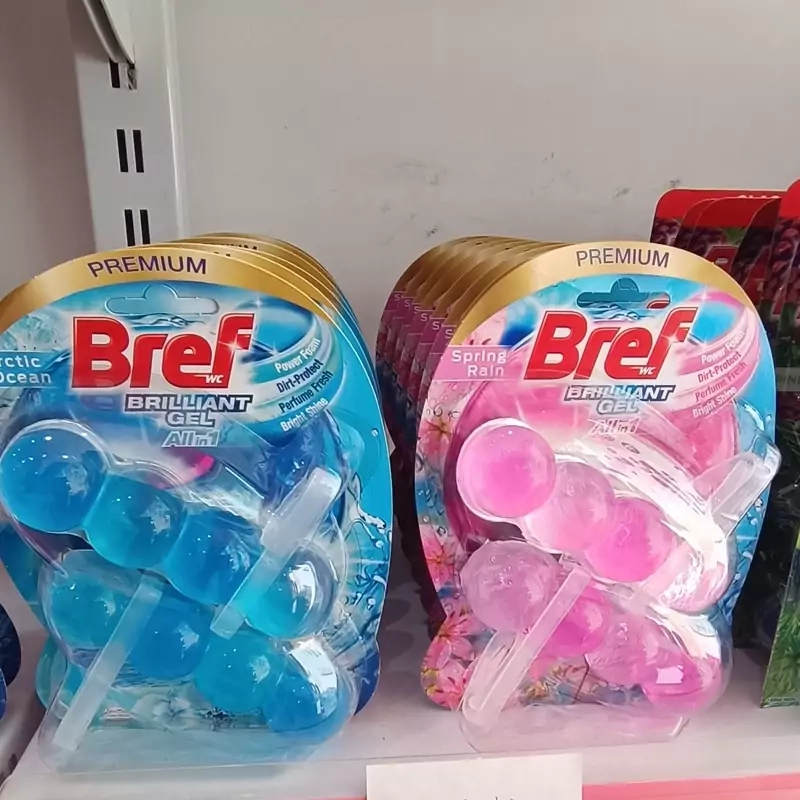 PREMIUM
Bref
WC
BRILLIANT
GEL
All in 1
Arctic
Ocean
Power Foam
Dirt-Protect
Perfume Fresh
Bright Shine
PREMIUM
Bref
WC
BRILLIANT
GEL
All in 1
Spring
Rain
Power Foam
Dirt-Protect
Perfume Fresh
Bright Shine